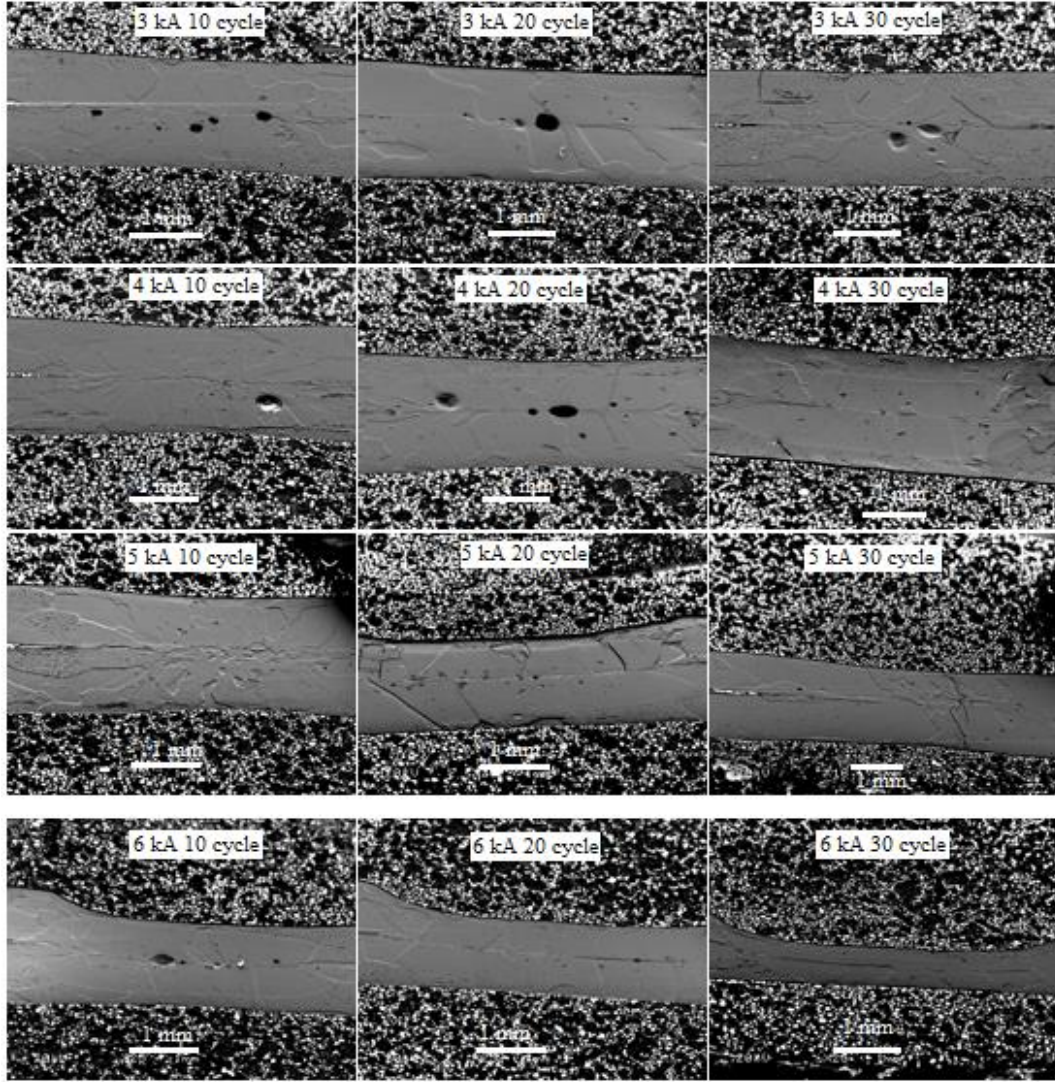 3 kA 10 cycle
3 kA 20 cycle
3 kA 30 cycle
1 mm
1 mm
1 mm
4 kA 10 cycle
4 kA 20 cycle
4 kA 30 cycle
1 mm
1 mm
1 mm
5 kA 10 cycle
5 kA 20 cycle
5 kA 30 cycle
1 mm
1 mm
1 mm
6 kA 10 cycle
6 kA 20 cycle
6 kA 30 cycle
1 mm
1 mm
1 mm